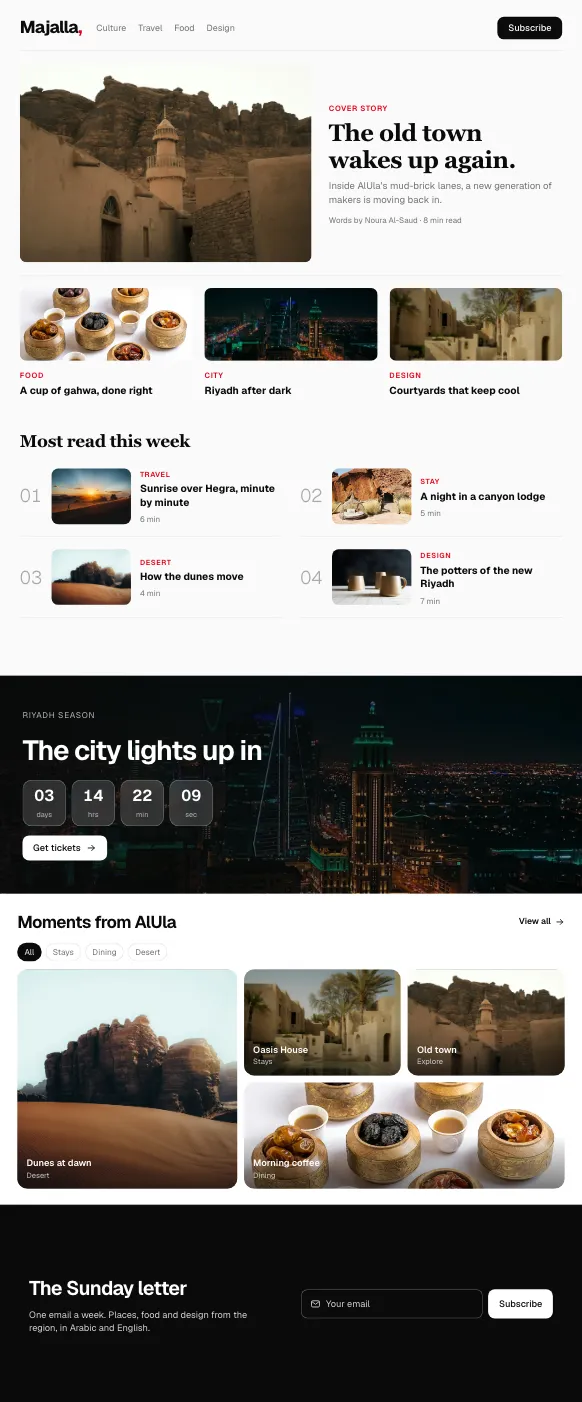 Majalla,
Culture Travel Food Design
Subscribe
COVER STORY
The old town
wakes up again.
Inside AlUla's mud-brick lanes, a new generation of
makers is moving back in.
Words by Noura Al-Saud · 8 min read
FOOD
A cup of gahwa, done right
CITY
Riyadh after dark
DESIGN
Courtyards that keep cool
Most read this week
01
TRAVEL
Sunrise over Hegra, minute
by minute
6 min
02
STAY
A night in a canyon lodge
5 min
03
DESERT
How the dunes move
4 min
04
DESIGN
The potters of the new
Riyadh
7 min
RIYADH SEASON
The city lights up in
03 14 22 09
days hrs min sec
Get tickets →
Moments from AlUla
View all →
All Stays Dining Desert
Dunes at dawn
Desert
Oasis House
Stays
Old town
Explore
Morning coffee
Dining
The Sunday letter
One email a week. Places, food and design from the
region, in Arabic and English.
Your email
Subscribe